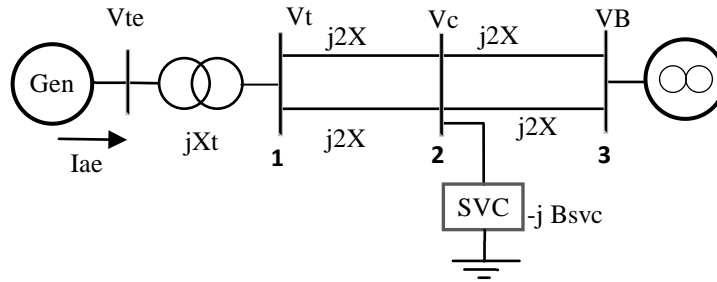 Vte
Vt
Vc
VB
j2X
j2X
Gen
Iae
jXt
j2X
j2X
1
2
3
SVC
-j Bsvc